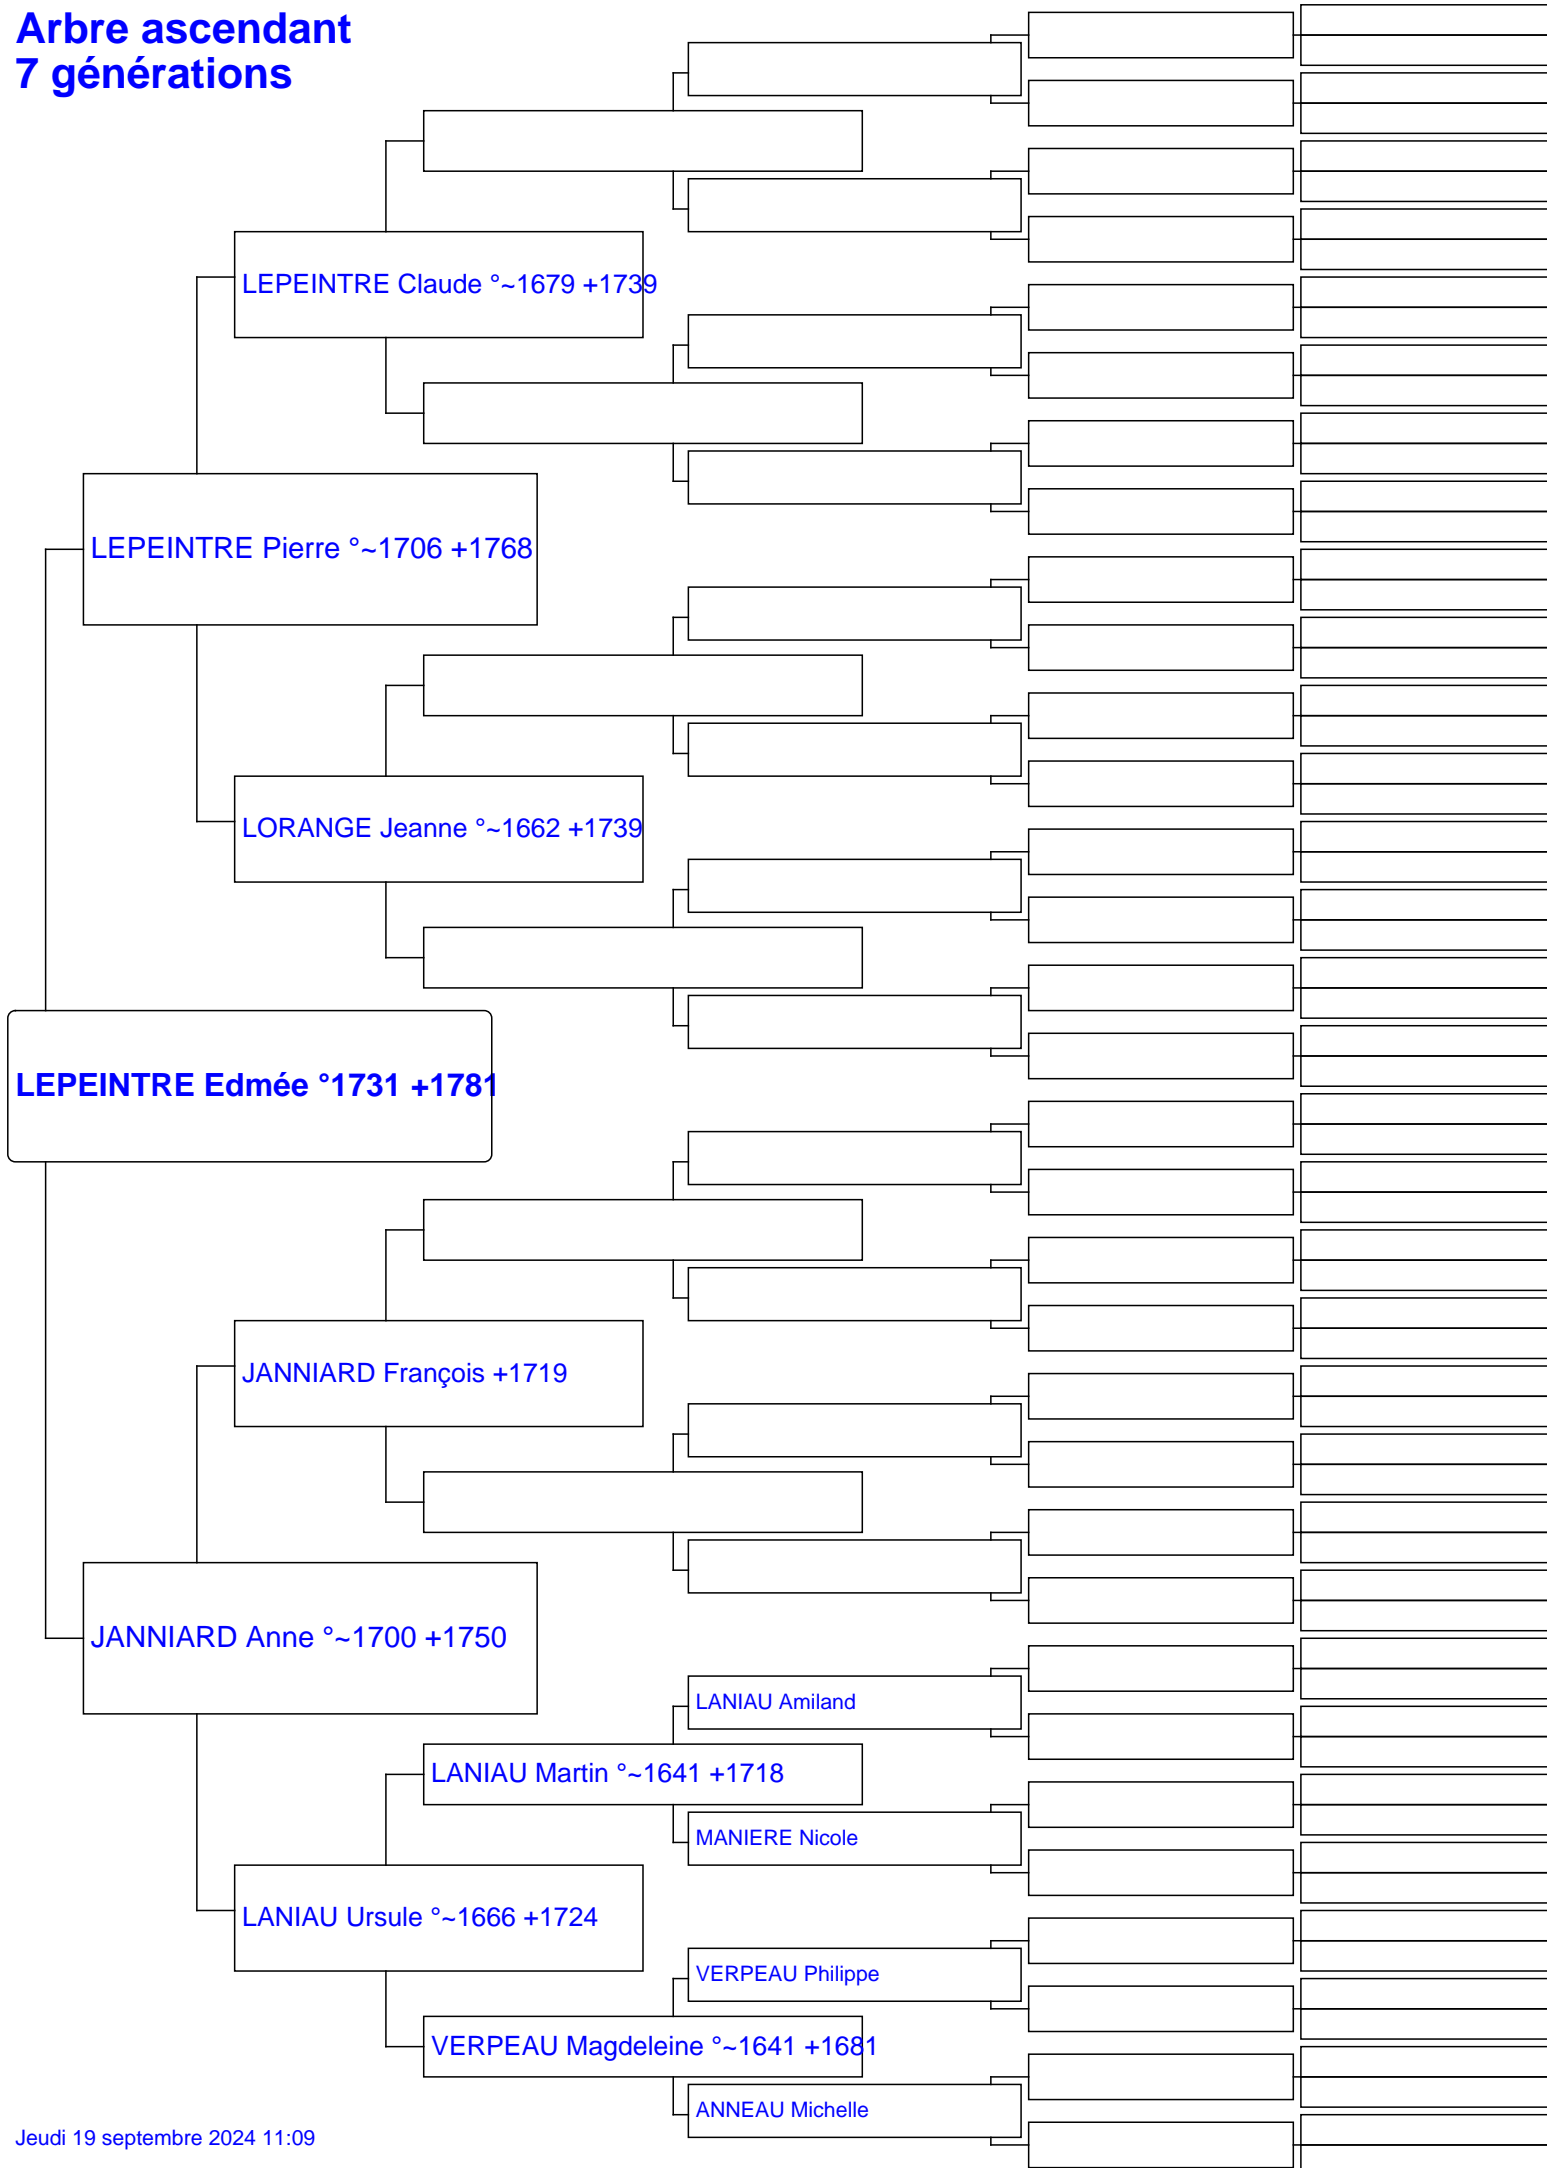 Arbre ascendant
7 générations
LEPEINTRE Claude °~1679 +1739
LEPEINTRE Pierre °~1706 +1768
LORANGE Jeanne °~1662 +1739
LEPEINTRE Edmée °1731 +1781
JANNIARD François +1719
JANNIARD Anne °~1700 +1750
LANIAU Amiland
LANIAU Martin °~1641 +1718
MANIERE Nicole
LANIAU Ursule °~1666 +1724
VERPEAU Philippe
VERPEAU Magdeleine °~1641 +1681
ANNEAU Michelle
Jeudi 19 septembre 2024 11:09